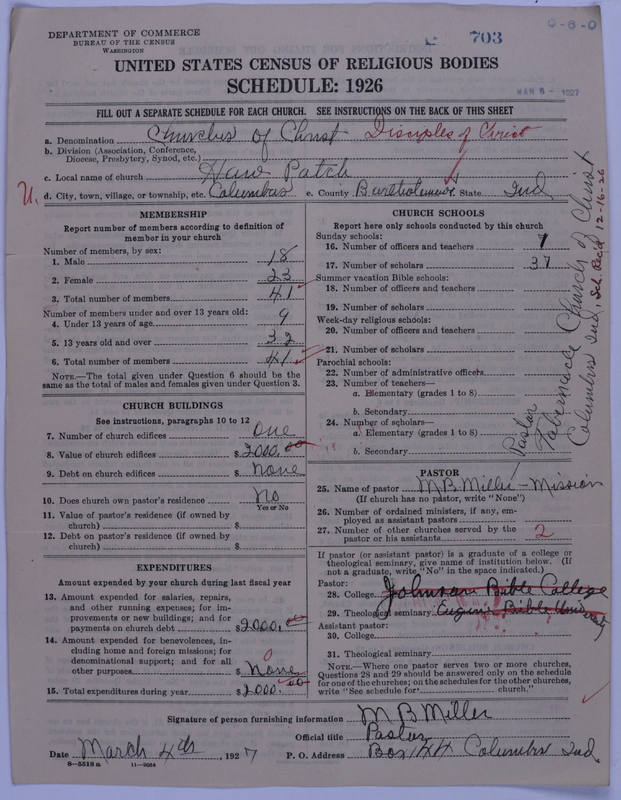 DEPARTMENT OF COMMERCE
BUREAU OF THE CENSUS
WASHINGTON
703
UNITED STATES CENSUS OF RELIGIOUS BODIES
SCHEDULE: 1926
FILL OUT A SEPARATE SCHEDULE FOR EACH CHURCH. SEE INSTRUCTIONS ON THE BACK OF THIS SHEET
a. Denomination Churches of Christ Disciples of Christ
b. Division (Association, Conference, Diocese, Presbytery, Synod, etc.)
c. Local name of church Haw Patch
U. d. City, town, village, or township, etc. Columbus e. County Bartholomew State Ind
MEMBERSHIP
Report number of members according to definition of member in your church
Number of members, by sex:
1. Male 18
2. Female 23
3. Total number of members 41
Number of members under and over 13 years old:
4. Under 13 years of age 9
5. 13 years old and over 32
6. Total number of members 41
NOTE.—The total given under Question 6 should be the same as the total of males and females given under Question 3.
CHURCH BUILDINGS
See instructions, paragraphs 10 to 12
7. Number of church edifices one
8. Value of church edifices $2000.00
9. Debt on church edifices $ none
10. Does church own pastor's residence No
Yes or No
11. Value of pastor's residence (if owned by church) $
12. Debt on pastor's residence (if owned by church) $
EXPENDITURES
Amount expended by church during last fiscal year
13. Amount expended for salaries, repairs, and other running expenses; for improvements on new buildings; and for payments on church debt $2000.00
14. Amount expended for benevolences, including home and foreign missions; for denominational support; and for all other purposes $ None 0
15. Total expenditures during year $2000.00
CHURCH SCHOOLS
Report here only schools conducted by this church
Sunday schools:
16. Number of officers and teachers 7
17. Number of scholars 37
Summer vacation Bible schools:
18. Number of officers and teachers
19. Number of scholars
Week-day religious schools:
20. Number of officers and teachers
21. Number of scholars
Parochial schools:
22. Number of administrative officers
23. Number of teachers—
a. Elementary (grades 1 to 8)
b. Secondary
24. Number of scholars—
a. Elementary (grades 1 to 8)
b. Secondary
Pastor
Tabernacle Church of Christ
Columbus Ind, Sch Recd 12-16-26
PASTOR
25. Name of pastor M B Miller - Mission
(If church has no pastor, write "None")
26. Number of ordained ministers, if any, employed as assistant pastors
27. Number of other churches served by the pastor or his assistants 2
If pastor (or assistant pastor) is a graduate of a college or theological seminary, give name of institution below. (If not a graduate, write "No" in the space indicated.)
Pastor:
28. College Johnson Bible College
29. Theological seminary Eugene Bible University
Assistant pastor:
30. College
31. Theological seminary
NOTE.—Where one pastor serves two or more churches, Questions 28 and 29 should be answered only on the schedule for one of the churches; on the schedules for the other churches, write "See schedule for church."
Signature of person furnishing information M B Miller
Official title Pastor
Date March 4th, 1927 P. O. Address Box 144 Columbus Ind
8—5518 a 11—9064